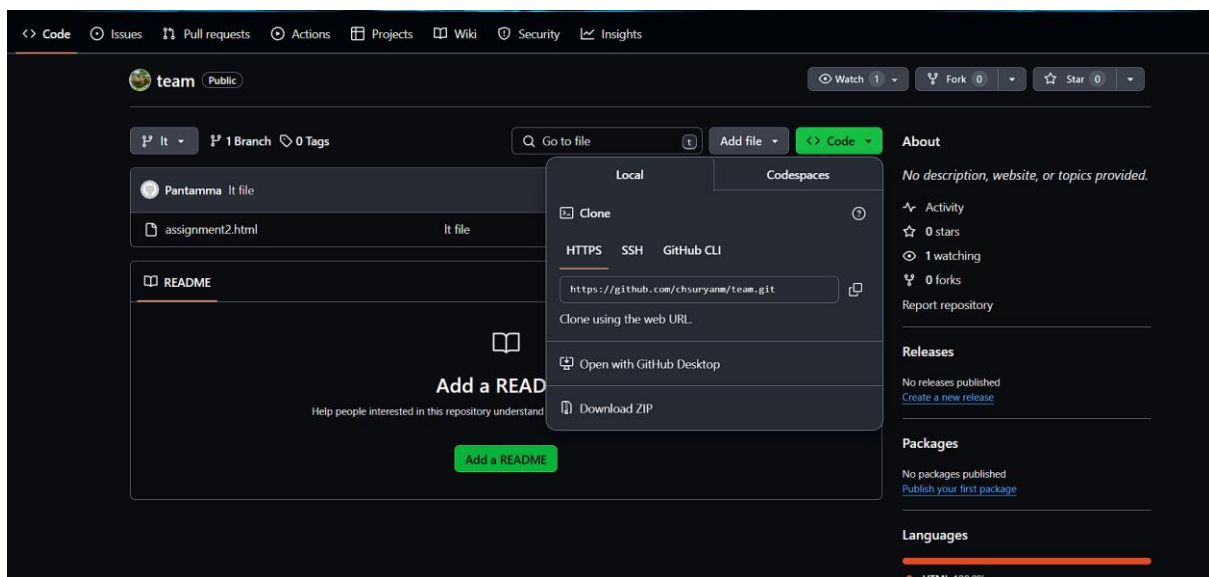 Code Issues Pull requests Actions Projects Wiki Security Insights
team Public
Watch 1 Fork 0 Star 0
lt 1 Branch 0 Tags Go to file t Add file Code
Pantamma lt file
assignment2.html lt file
README
Add a READ
Help people interested in this repository understand
Add a README
Local Codespaces
Clone
HTTPS SSH GitHub CLI
https://github.com/chsuryanm/team.git
Clone using the web URL.
Open with GitHub Desktop
Download ZIP
About
No description, website, or topics provided.
Activity
0 stars
1 watching
0 forks
Report repository
Releases
No releases published
Create a new release
Packages
No packages published
Publish your first package
Languages